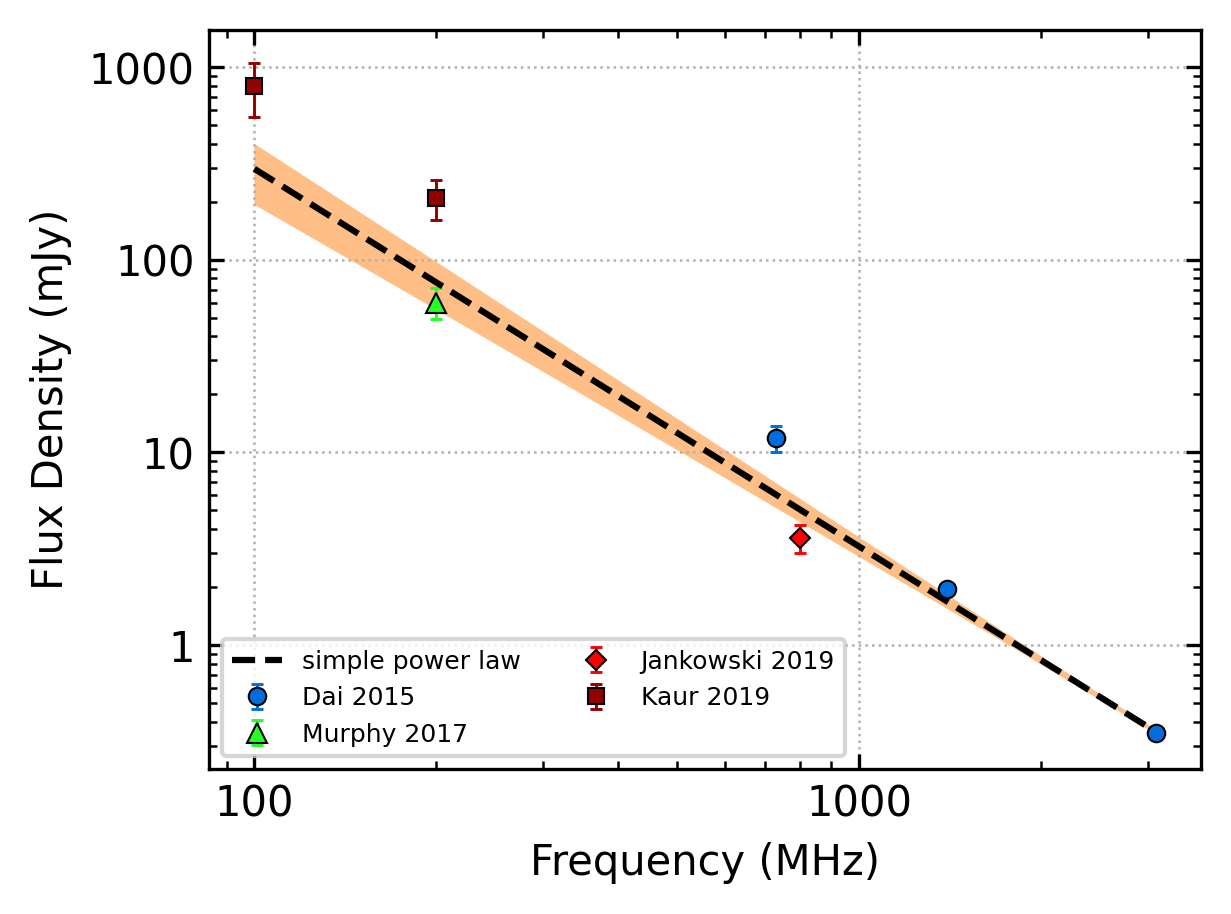 1000
100
10
1
Flux Density (mJy)
simple power law
Dai 2015
Murphy 2017
Jankowski 2019
Kaur 2019
100
1000
Frequency (MHz)